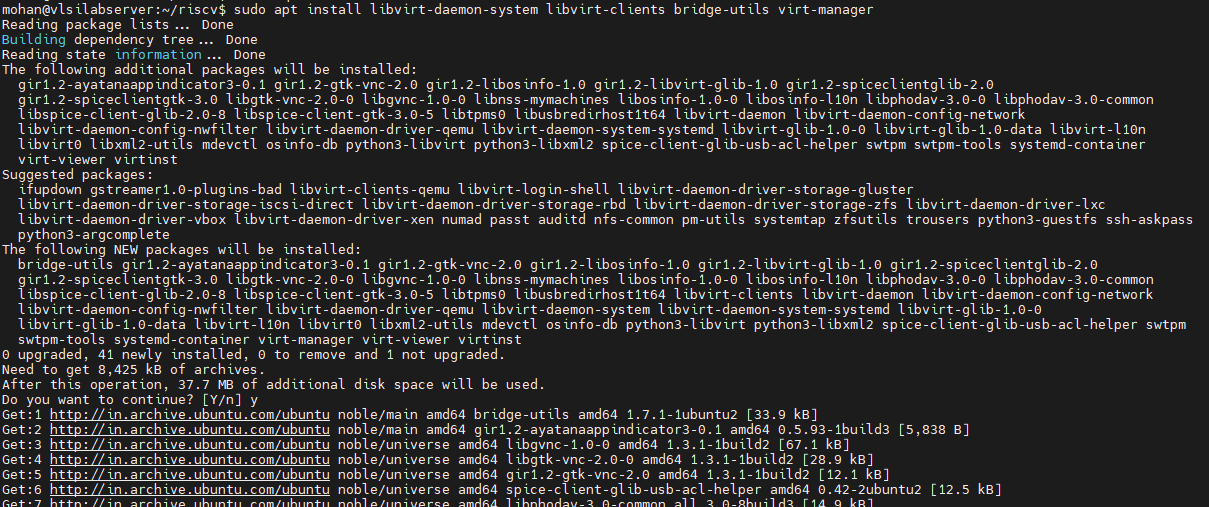 mohan@vlsilabserver:~/riscv$ sudo apt install libvirt-daemon-system libvirt-clients bridge-utils virt-manager
Reading package lists... Done
Building dependency tree... Done
Reading state information... Done
The following additional packages will be installed:
  gir1.2-ayatanaappindicator3-0.1 gir1.2-gtk-vnc-2.0 gir1.2-libosinfo-1.0 gir1.2-libvirt-glib-1.0 gir1.2-spiceclientglib-2.0
  gir1.2-spiceclientgtk-3.0 libgtk-vnc-2.0-0 libgvnc-1.0-0 libnss-mymachines libosinfo-1.0-0 libosinfo-l10n libphodav-3.0-0 libphodav-3.0-common
  libspice-client-glib-2.0-8 libspice-client-gtk-3.0-5 libtpms0 libusbredirhost1t64 libvirt-daemon libvirt-daemon-config-network
  libvirt-daemon-config-nwfilter libvirt-daemon-driver-qemu libvirt-daemon-system-systemd libvirt-glib-1.0-0 libvirt-glib-1.0-data libvirt-l10n
  libvirt0 libxml2-utils mdevctl osinfo-db python3-libvirt python3-libxml2 spice-client-glib-usb-acl-helper swtpm swtpm-tools systemd-container
  virt-viewer virtinst
Suggested packages:
  ifupdown gstreamer1.0-plugins-bad libvirt-clients-qemu libvirt-login-shell libvirt-daemon-driver-storage-gluster
  libvirt-daemon-driver-storage-iscsi-direct libvirt-daemon-driver-storage-rbd libvirt-daemon-driver-storage-zfs libvirt-daemon-driver-lxc
  libvirt-daemon-driver-vbox libvirt-daemon-driver-xen numad passt auditd nfs-common pm-utils systemtap zfsutils trousers python3-guestfs ssh-askpass
  python3-argcomplete
The following NEW packages will be installed:
  bridge-utils gir1.2-ayatanaappindicator3-0.1 gir1.2-gtk-vnc-2.0 gir1.2-libosinfo-1.0 gir1.2-libvirt-glib-1.0 gir1.2-spiceclientglib-2.0
  gir1.2-spiceclientgtk-3.0 libgtk-vnc-2.0-0 libgvnc-1.0-0 libnss-mymachines libosinfo-1.0-0 libosinfo-l10n libphodav-3.0-0 libphodav-3.0-common
  libspice-client-glib-2.0-8 libspice-client-gtk-3.0-5 libtpms0 libusbredirhost1t64 libvirt-clients libvirt-daemon libvirt-daemon-config-network
  libvirt-daemon-config-nwfilter libvirt-daemon-driver-qemu libvirt-daemon-system libvirt-daemon-system-systemd libvirt-glib-1.0-0
  libvirt-glib-1.0-data libvirt-l10n libvirt0 libxml2-utils mdevctl osinfo-db python3-libvirt python3-libxml2 spice-client-glib-usb-acl-helper swtpm
  swtpm-tools systemd-container virt-manager virt-viewer virtinst
0 upgraded, 41 newly installed, 0 to remove and 1 not upgraded.
Need to get 8,425 kB of archives.
After this operation, 37.7 MB of additional disk space will be used.
Do you want to continue? [Y/n] y
Get:1 http://in.archive.ubuntu.com/ubuntu noble/main amd64 bridge-utils amd64 1.7.1-1ubuntu2 [33.9 kB]
Get:2 http://in.archive.ubuntu.com/ubuntu noble/main amd64 gir1.2-ayatanaappindicator3-0.1 amd64 0.5.93-1build3 [5,838 B]
Get:3 http://in.archive.ubuntu.com/ubuntu noble/universe amd64 libgvnc-1.0-0 amd64 1.3.1-1build2 [67.1 kB]
Get:4 http://in.archive.ubuntu.com/ubuntu noble/universe amd64 libgtk-vnc-2.0-0 amd64 1.3.1-1build2 [28.9 kB]
Get:5 http://in.archive.ubuntu.com/ubuntu noble/universe amd64 gir1.2-gtk-vnc-2.0 amd64 1.3.1-1build2 [12.1 kB]
Get:6 http://in.archive.ubuntu.com/ubuntu noble/universe amd64 spice-client-glib-usb-acl-helper amd64 0.42-2ubuntu2 [12.5 kB]
Get:7 http://in.archive.ubuntu.com/ubuntu noble/universe amd64 libphodav-3.0-common all 3.0-8build3 [14.9 kB]